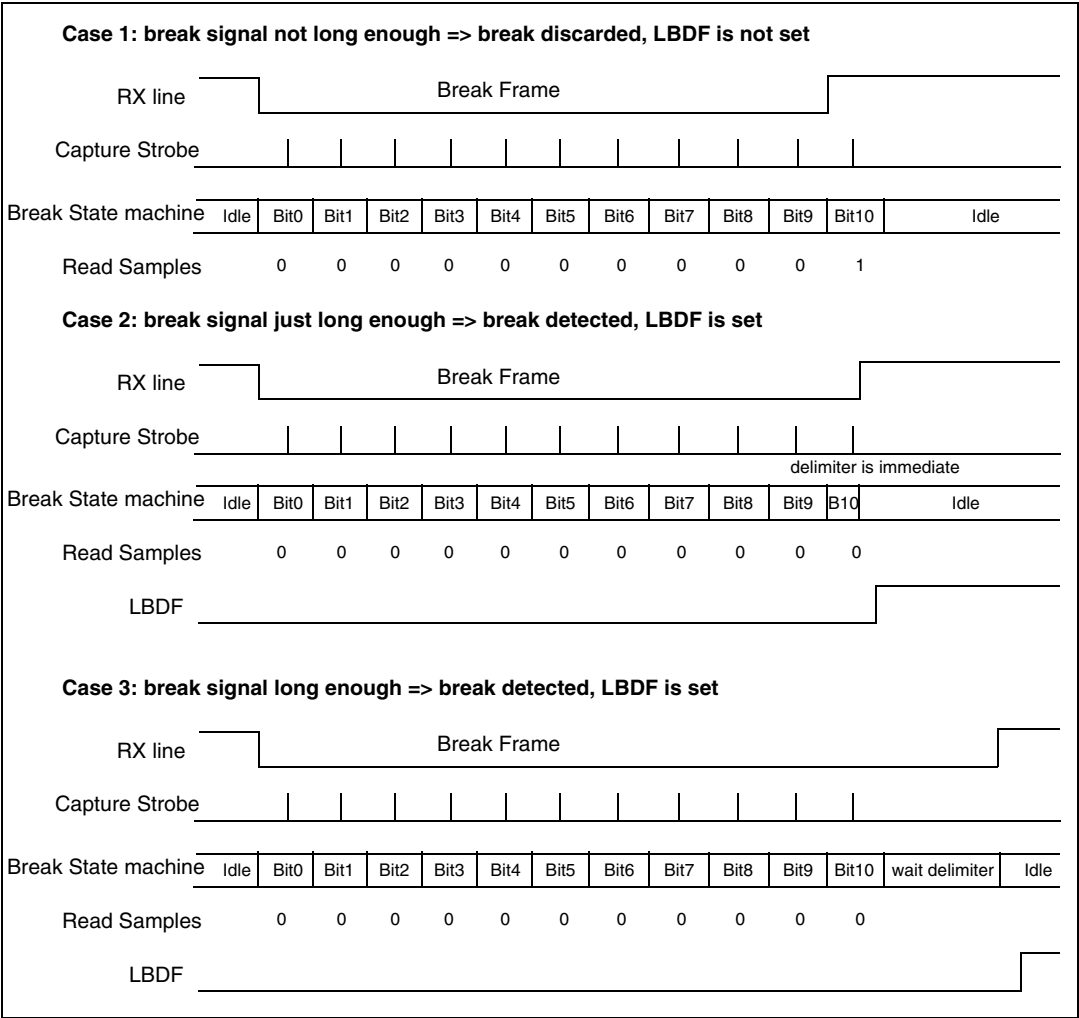 Case 1: break signal not long enough => break discarded, LBDF is not set
RX line Break Frame
Capture Strobe
Break State machine Idle Bit0 Bit1 Bit2 Bit3 Bit4 Bit5 Bit6 Bit7 Bit8 Bit9 Bit10 Idle
Read Samples 0 0 0 0 0 0 0 0 0 0 1
Case 2: break signal just long enough => break detected, LBDF is set
RX line Break Frame
Capture Strobe
delimiter is immediate
Break State machine Idle Bit0 Bit1 Bit2 Bit3 Bit4 Bit5 Bit6 Bit7 Bit8 Bit9 B10 Idle
Read Samples 0 0 0 0 0 0 0 0 0 0 0
LBDF
Case 3: break signal long enough => break detected, LBDF is set
RX line Break Frame
Capture Strobe
Break State machine Idle Bit0 Bit1 Bit2 Bit3 Bit4 Bit5 Bit6 Bit7 Bit8 Bit9 Bit10 wait delimiter Idle
Read Samples 0 0 0 0 0 0 0 0 0 0 0
LBDF